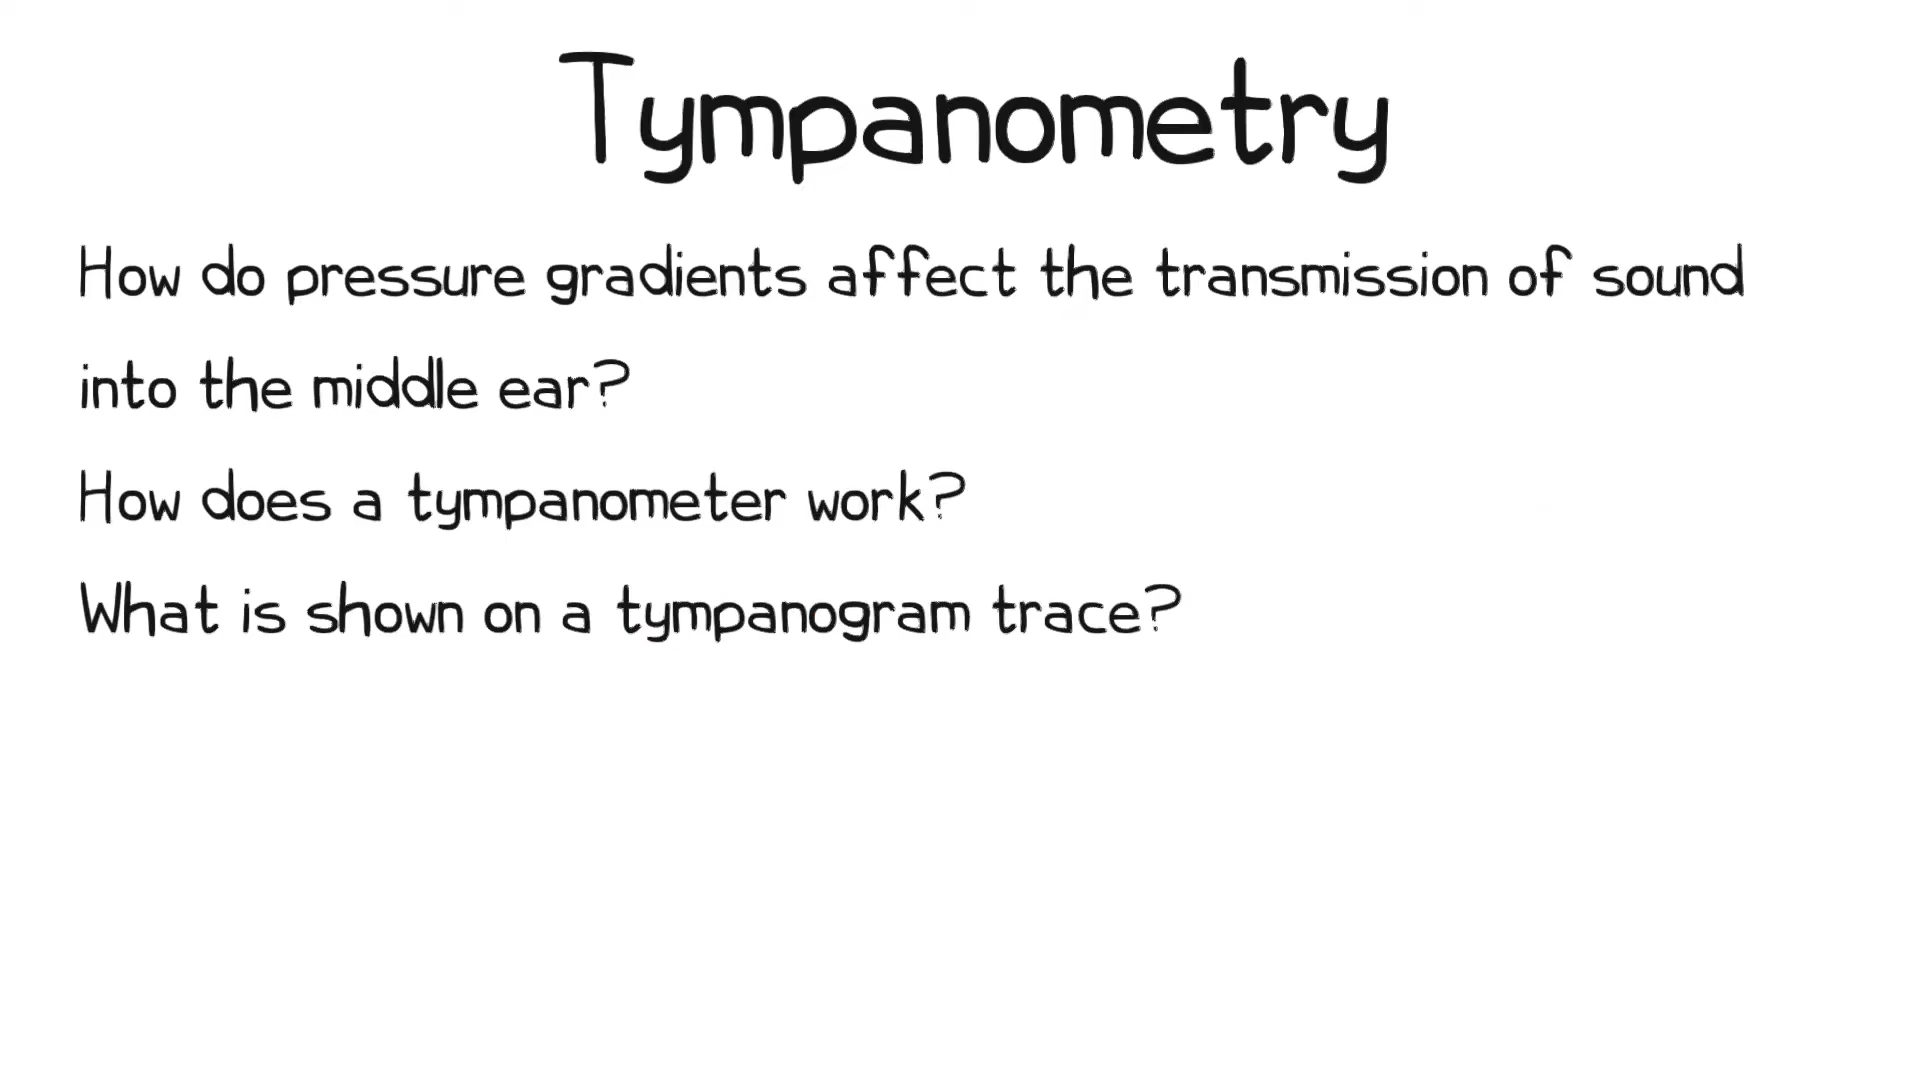 Tympanometry
How do pressure gradients affect the transmission of sound
into the middle ear?
How does a tympanometer work?
What is shown on a tympanogram trace?